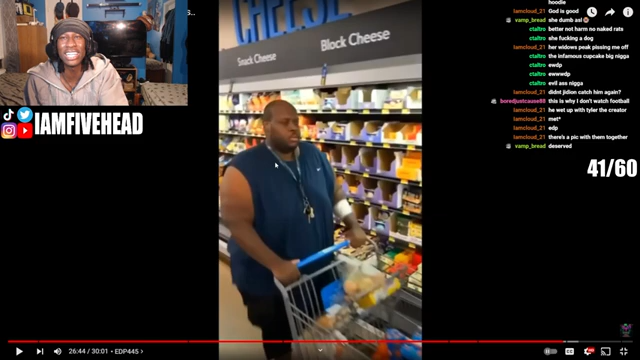 CHEESE
Snack Cheese
Block Cheese
IAMFIVEHEAD
hoodie
Iamcloud_21 God is good
vamp_bread she dumb asl
ctaltro better not harm no naked rats
ctaltro she fucking a dog
Iamcloud_21 her widows peak pissing me off
ctaltro the infamous cupcake big nigga
ctaltro ewdp
ctaltro ewwwdp
ctaltro evil ass nigga
Iamcloud_21 didnt jidion catch him again?
boredjustcause88 this is why I don't watch football
Iamcloud_21 he wet up with tyler the creator
Iamcloud_21 met*
Iamcloud_21 edp
Iamcloud_21 there's a pic with them together
vamp_bread deserved
41/60
26:44 / 30:01 • EDP445 >